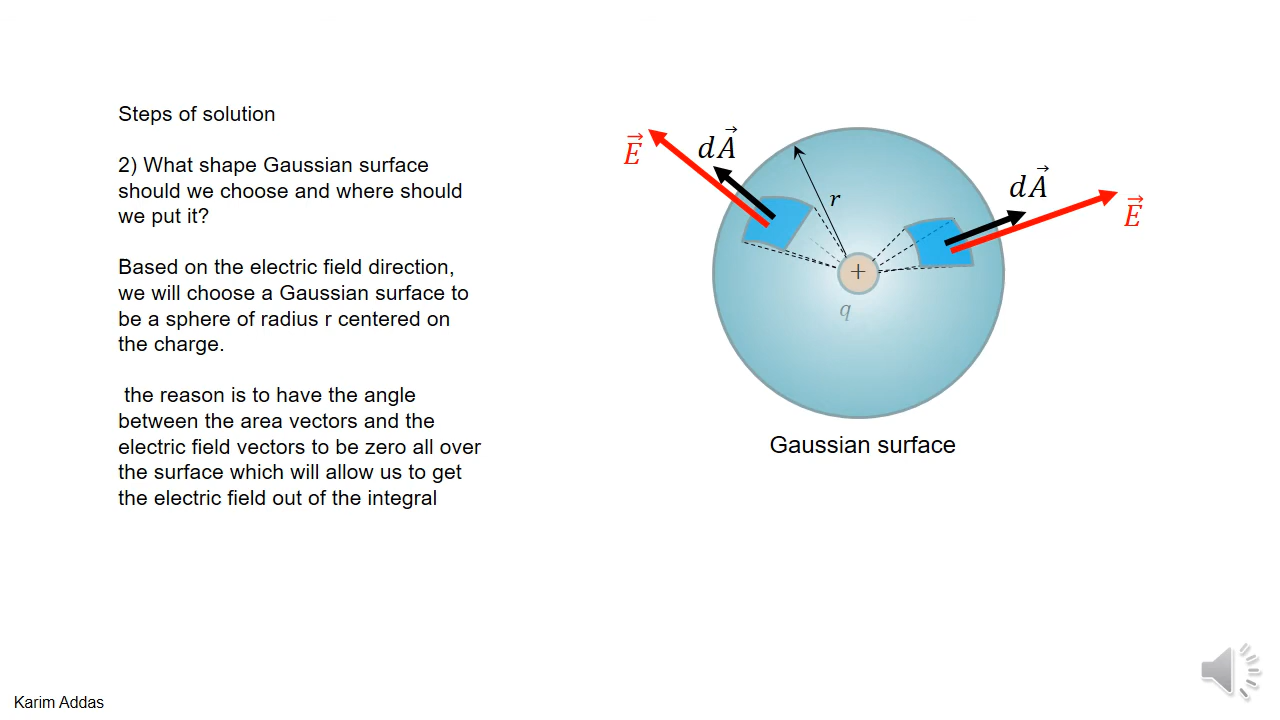 Steps of solution
2) What shape Gaussian surface
should we choose and where should
we put it?
Based on the electric field direction,
we will choose a Gaussian surface to
be a sphere of radius r centered on
the charge.
the reason is to have the angle
between the area vectors and the
electric field vectors to be zero all over
the surface which will allow us to get
the electric field out of the integral
E⃗
dA⃗
r
dA⃗
E⃗
+
q
Gaussian surface
Karim Addas